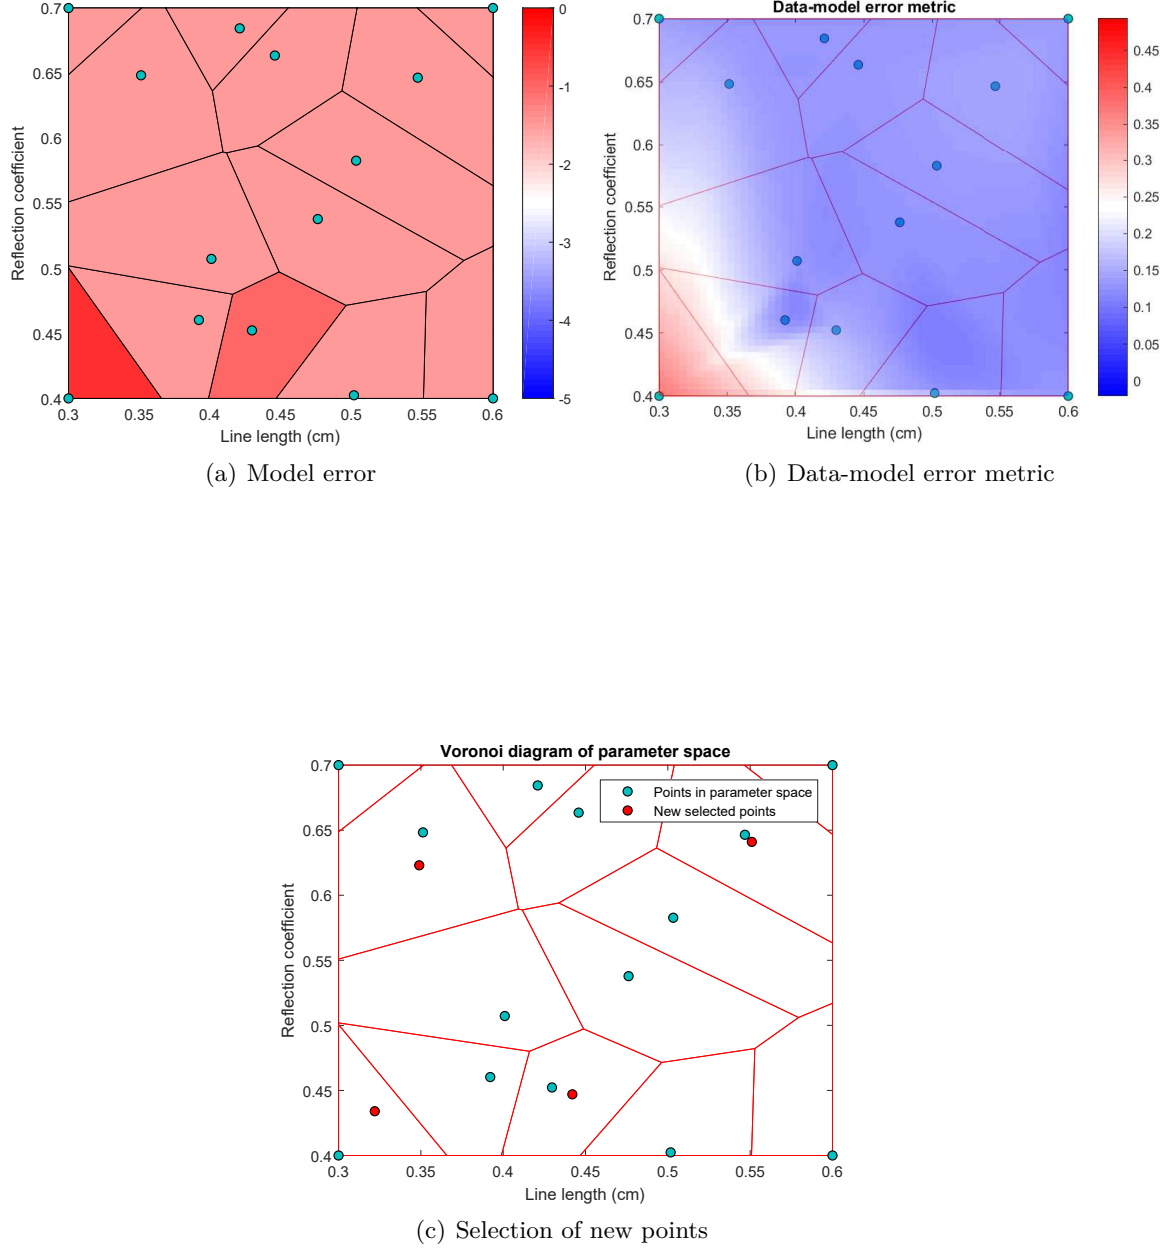 0.7
0.65
0.6
0.55
0.5
0.45
0.4
Reflection coefficient
0.3 0.35 0.4 0.45 0.5 0.55 0.6
Line length (cm)
0
-1
-2
-3
-4
-5
(a) Model error
Data-model error metric
0.7
0.65
0.6
0.55
0.5
0.45
0.4
Reflection coefficient
0.3 0.35 0.4 0.45 0.5 0.55 0.6
Line length (cm)
0.45
0.4
0.35
0.3
0.25
0.2
0.15
0.1
0.05
0
(b) Data-model error metric
Voronoi diagram of parameter space
Points in parameter space
New selected points
0.7
0.65
0.6
0.55
0.5
0.45
0.4
Reflection coefficient
0.3 0.35 0.4 0.45 0.5 0.55 0.6
Line length (cm)
(c) Selection of new points